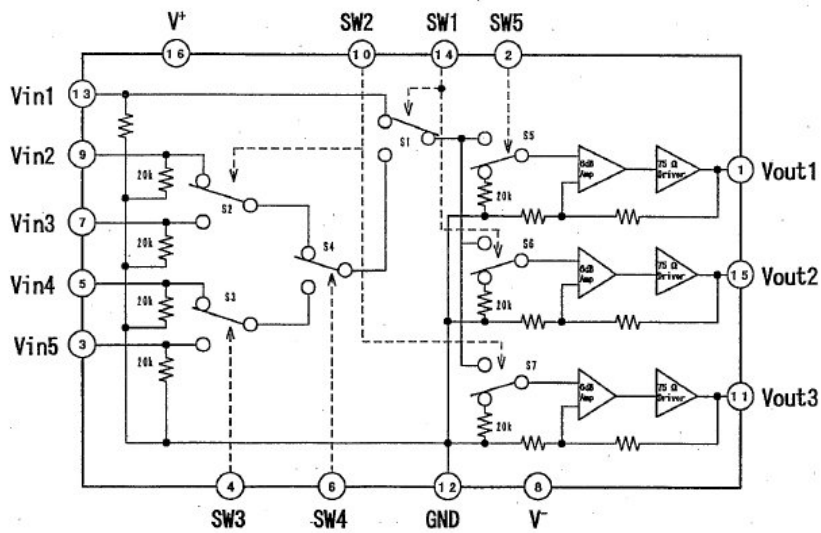 V+ SW2 SW1 SW5
16 10 14 2
Vin1 13
S1
Vin2 9
20k
S2
Vin3 7
20k
S4
Vin4 5
20k
S3
Vin5 3
20k
S5
20k
6dB
Amp
75 Ω
Driver
1 Vout1
S6
20k
6dB
Amp
75 Ω
Driver
15 Vout2
S7
20k
6dB
Amp
75 Ω
Driver
11 Vout3
4 6 12 8
SW3 SW4 GND V-